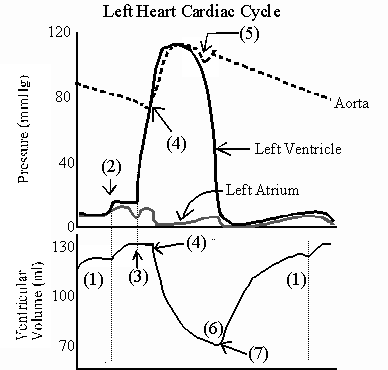 Left Heart Cardiac Cycle
120
(5)
80
Aorta
Pressure (mmHg)
(4)
(2)
Left Ventricle
40
Left Atrium
0
130
(4)
(1)
(3)
(1)
Ventricular
Volume (ml)
100
(6)
70
(7)